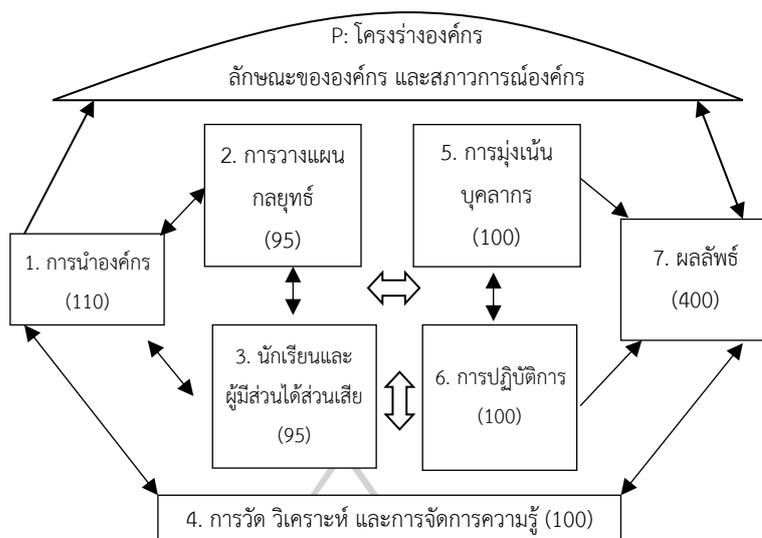 P: โครงร่างองค์กร
ลักษณะขององค์กร และสภาวการณ์องค์กร
2. การวางแผน
กลยุทธ์
(95)
5. การมุ่งเน้น
บุคลากร
(100)
1. การนำองค์กร
(110)
7. ผลลัพธ์
(400)
3. นักเรียนและ
ผู้มีส่วนได้ส่วนเสีย
(95)
6. การปฏิบัติการ
(100)
4. การวัด วิเคราะห์ และการจัดการความรู้ (100)